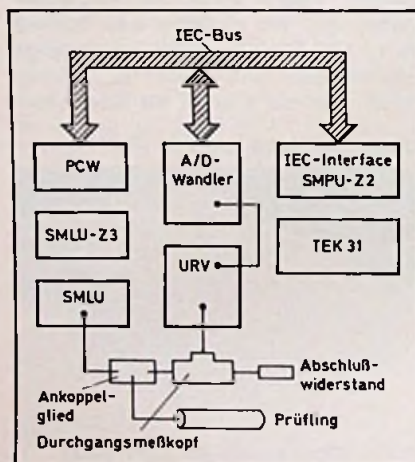 IEC-Bus
PCW
A/D-
Wandler
IEC-Interface
SMPU-Z2
SMLU-Z3
URV
TEK 31
SMLU
Abschluß-
widerstand
Ankoppel-
glied
Prüfling
Durchgangsmeßkopf